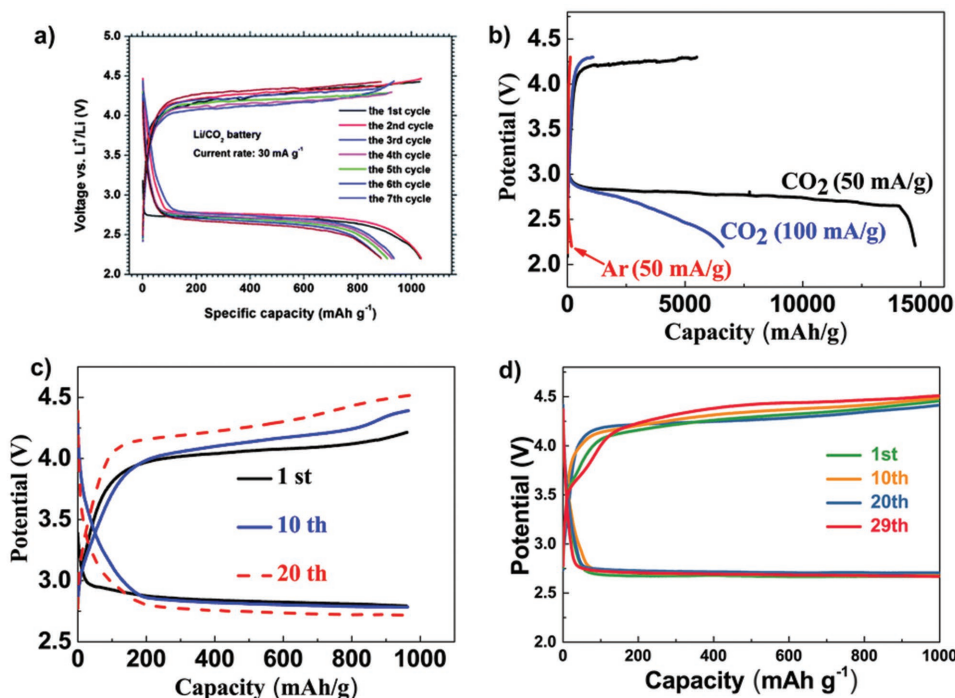 a)
Voltage vs. Li⁺/Li (V)
5.0
4.5
4.0
3.5
3.0
2.5
2.0
Li/CO₂ battery
Current rate: 30 mA g⁻¹
the 1st cycle
the 2nd cycle
the 3rd cycle
the 4th cycle
the 5th cycle
the 6th cycle
the 7th cycle
0 200 400 600 800 1000
Specific capacity (mAh g⁻¹)
b)
Potential (V)
4.5
4.0
3.5
3.0
2.5
2.0
CO₂ (50 mA/g)
CO₂ (100 mA/g)
Ar (50 mA/g)
0 5000 10000 15000
Capacity (mAh/g)
c)
Potential (V)
4.5
4.0
3.5
3.0
2.5
1 st
10 th
20 th
0 200 400 600 800 1000
Capacity (mAh/g)
d)
Potential (V)
5.0
4.5
4.0
3.5
3.0
2.5
2.0
1st
10th
20th
29th
0 200 400 600 800 1000
Capacity (mAh g⁻¹)